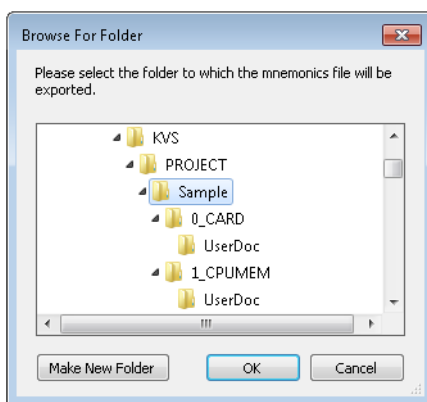 Browse For Folder
Please select the folder to which the mnemonics file will be
exported.
KVS
PROJECT
Sample
0_CARD
UserDoc
1_CPUMEM
UserDoc
Make New Folder
OK
Cancel